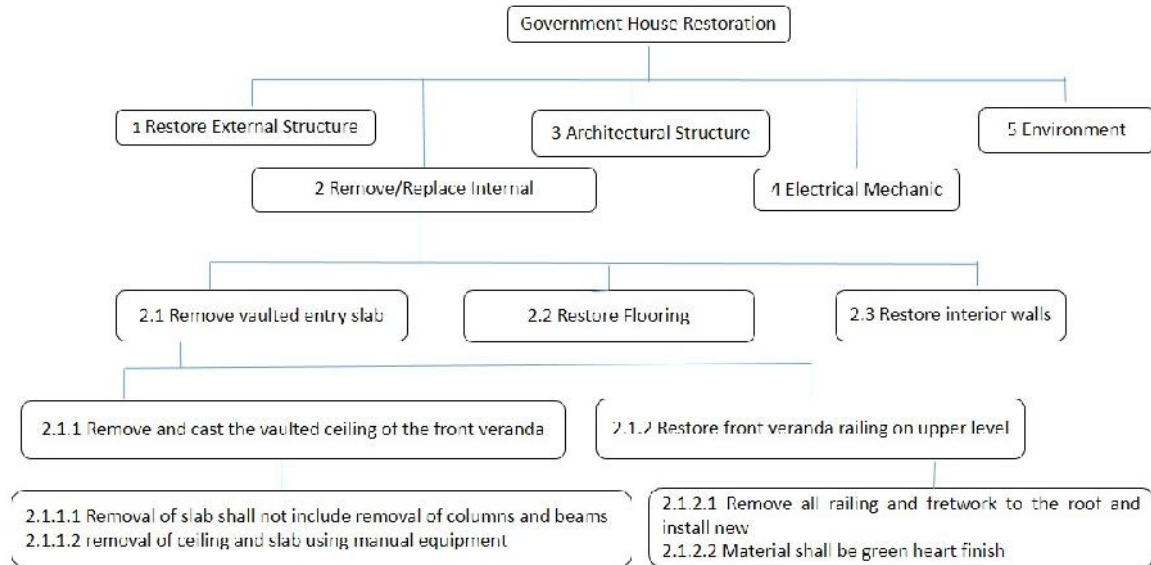 Government House Restoration
1 Restore External Structure
3 Architectural Structure
5 Environment
2 Remove/Replace Internal
4 Electrical Mechanic
2.1 Remove vaulted entry slab
2.2 Restore Flooring
2.3 Restore interior walls
2.1.1 Remove and cast the vaulted ceiling of the front veranda
2.1.2 Restore front veranda railing on upper level
2.1.1.1 Removal of slab shall not include removal of columns and beams
2.1.1.2 removal of ceiling and slab using manual equipment
2.1.2.1 Remove all railing and fretwork to the roof and
install new
2.1.2.2 Material shall be green heart finish